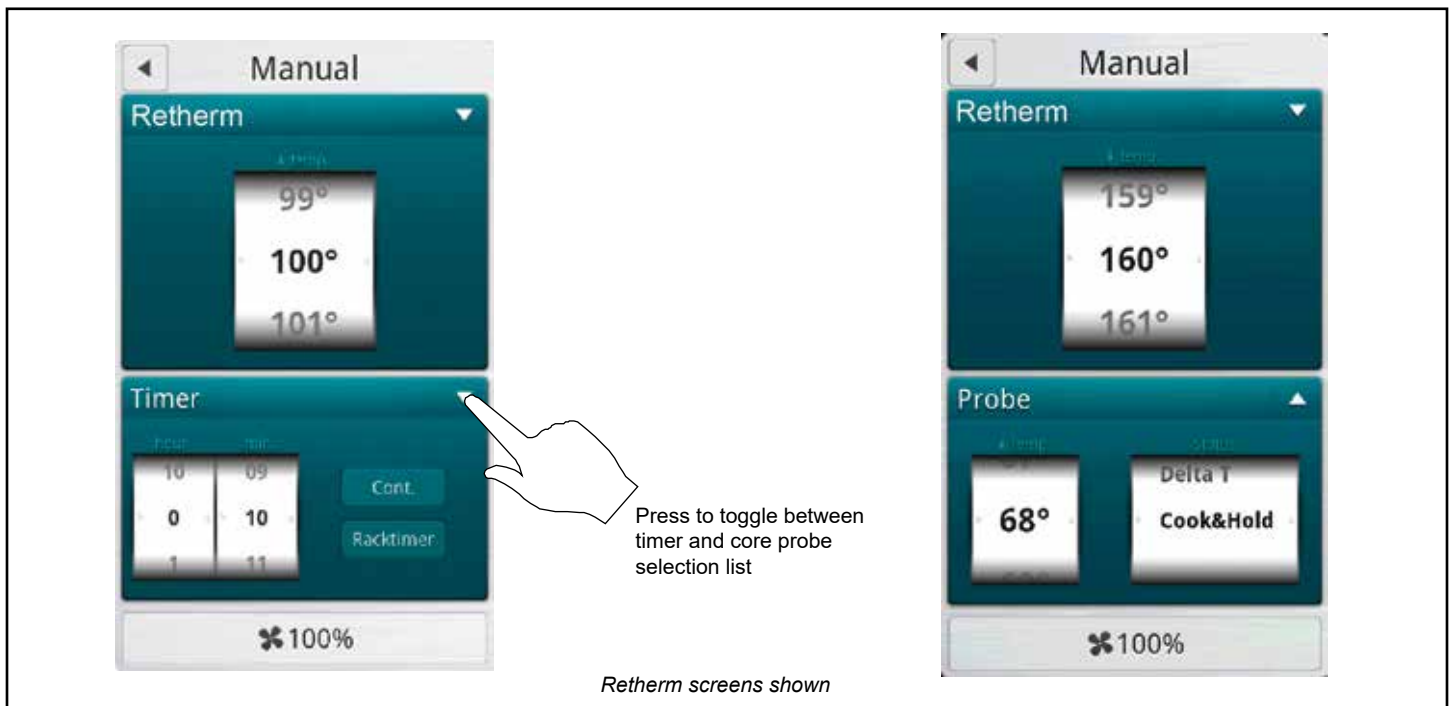 Manual
Retherm
99°
100°
101°
Timer
hour min
10 09
0 10
1 11
Cont.
Racktimer
100%
Press to toggle between
timer and core probe
selection list
Manual
Retherm
159°
160°
161°
Probe
Delta T
68° Cook&Hold
100%
Retherm screens shown